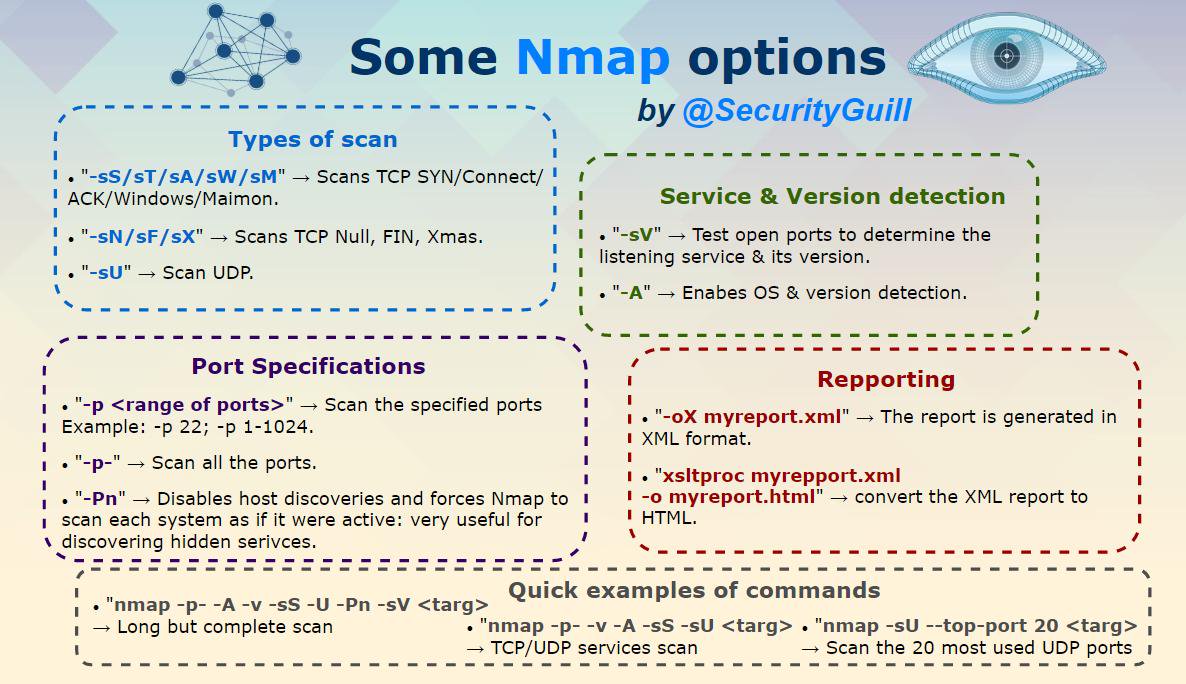 Some Nmap options
by @SecurityGuill
Types of scan
• "-sS/sT/sA/sW/sM" → Scans TCP SYN/Connect/
ACK/Windows/Maimon.
• "-sN/sF/sX" → Scans TCP Null, FIN, Xmas.
• "-sU" → Scan UDP.
Service & Version detection
• "-sV" → Test open ports to determine the
listening service & its version.
• "-A" → Enabes OS & version detection.
Port Specifications
• "-p <range of ports>" → Scan the specified ports
Example: -p 22; -p 1-1024.
• "-p-" → Scan all the ports.
• "-Pn" → Disables host discoveries and forces Nmap to
scan each system as if it were active: very useful for
discovering hidden serivces.
Repporting
• "-oX myreport.xml" → The report is generated in
XML format.
• "xsltproc myrepport.xml
-o myreport.html" → convert the XML report to
HTML.
Quick examples of commands
• "nmap -p- -A -v -sS -U -Pn -sV <targ>
→ Long but complete scan
• "nmap -p- -v -A -sS -sU <targ>
→ TCP/UDP services scan
• "nmap -sU --top-port 20 <targ>
→ Scan the 20 most used UDP ports